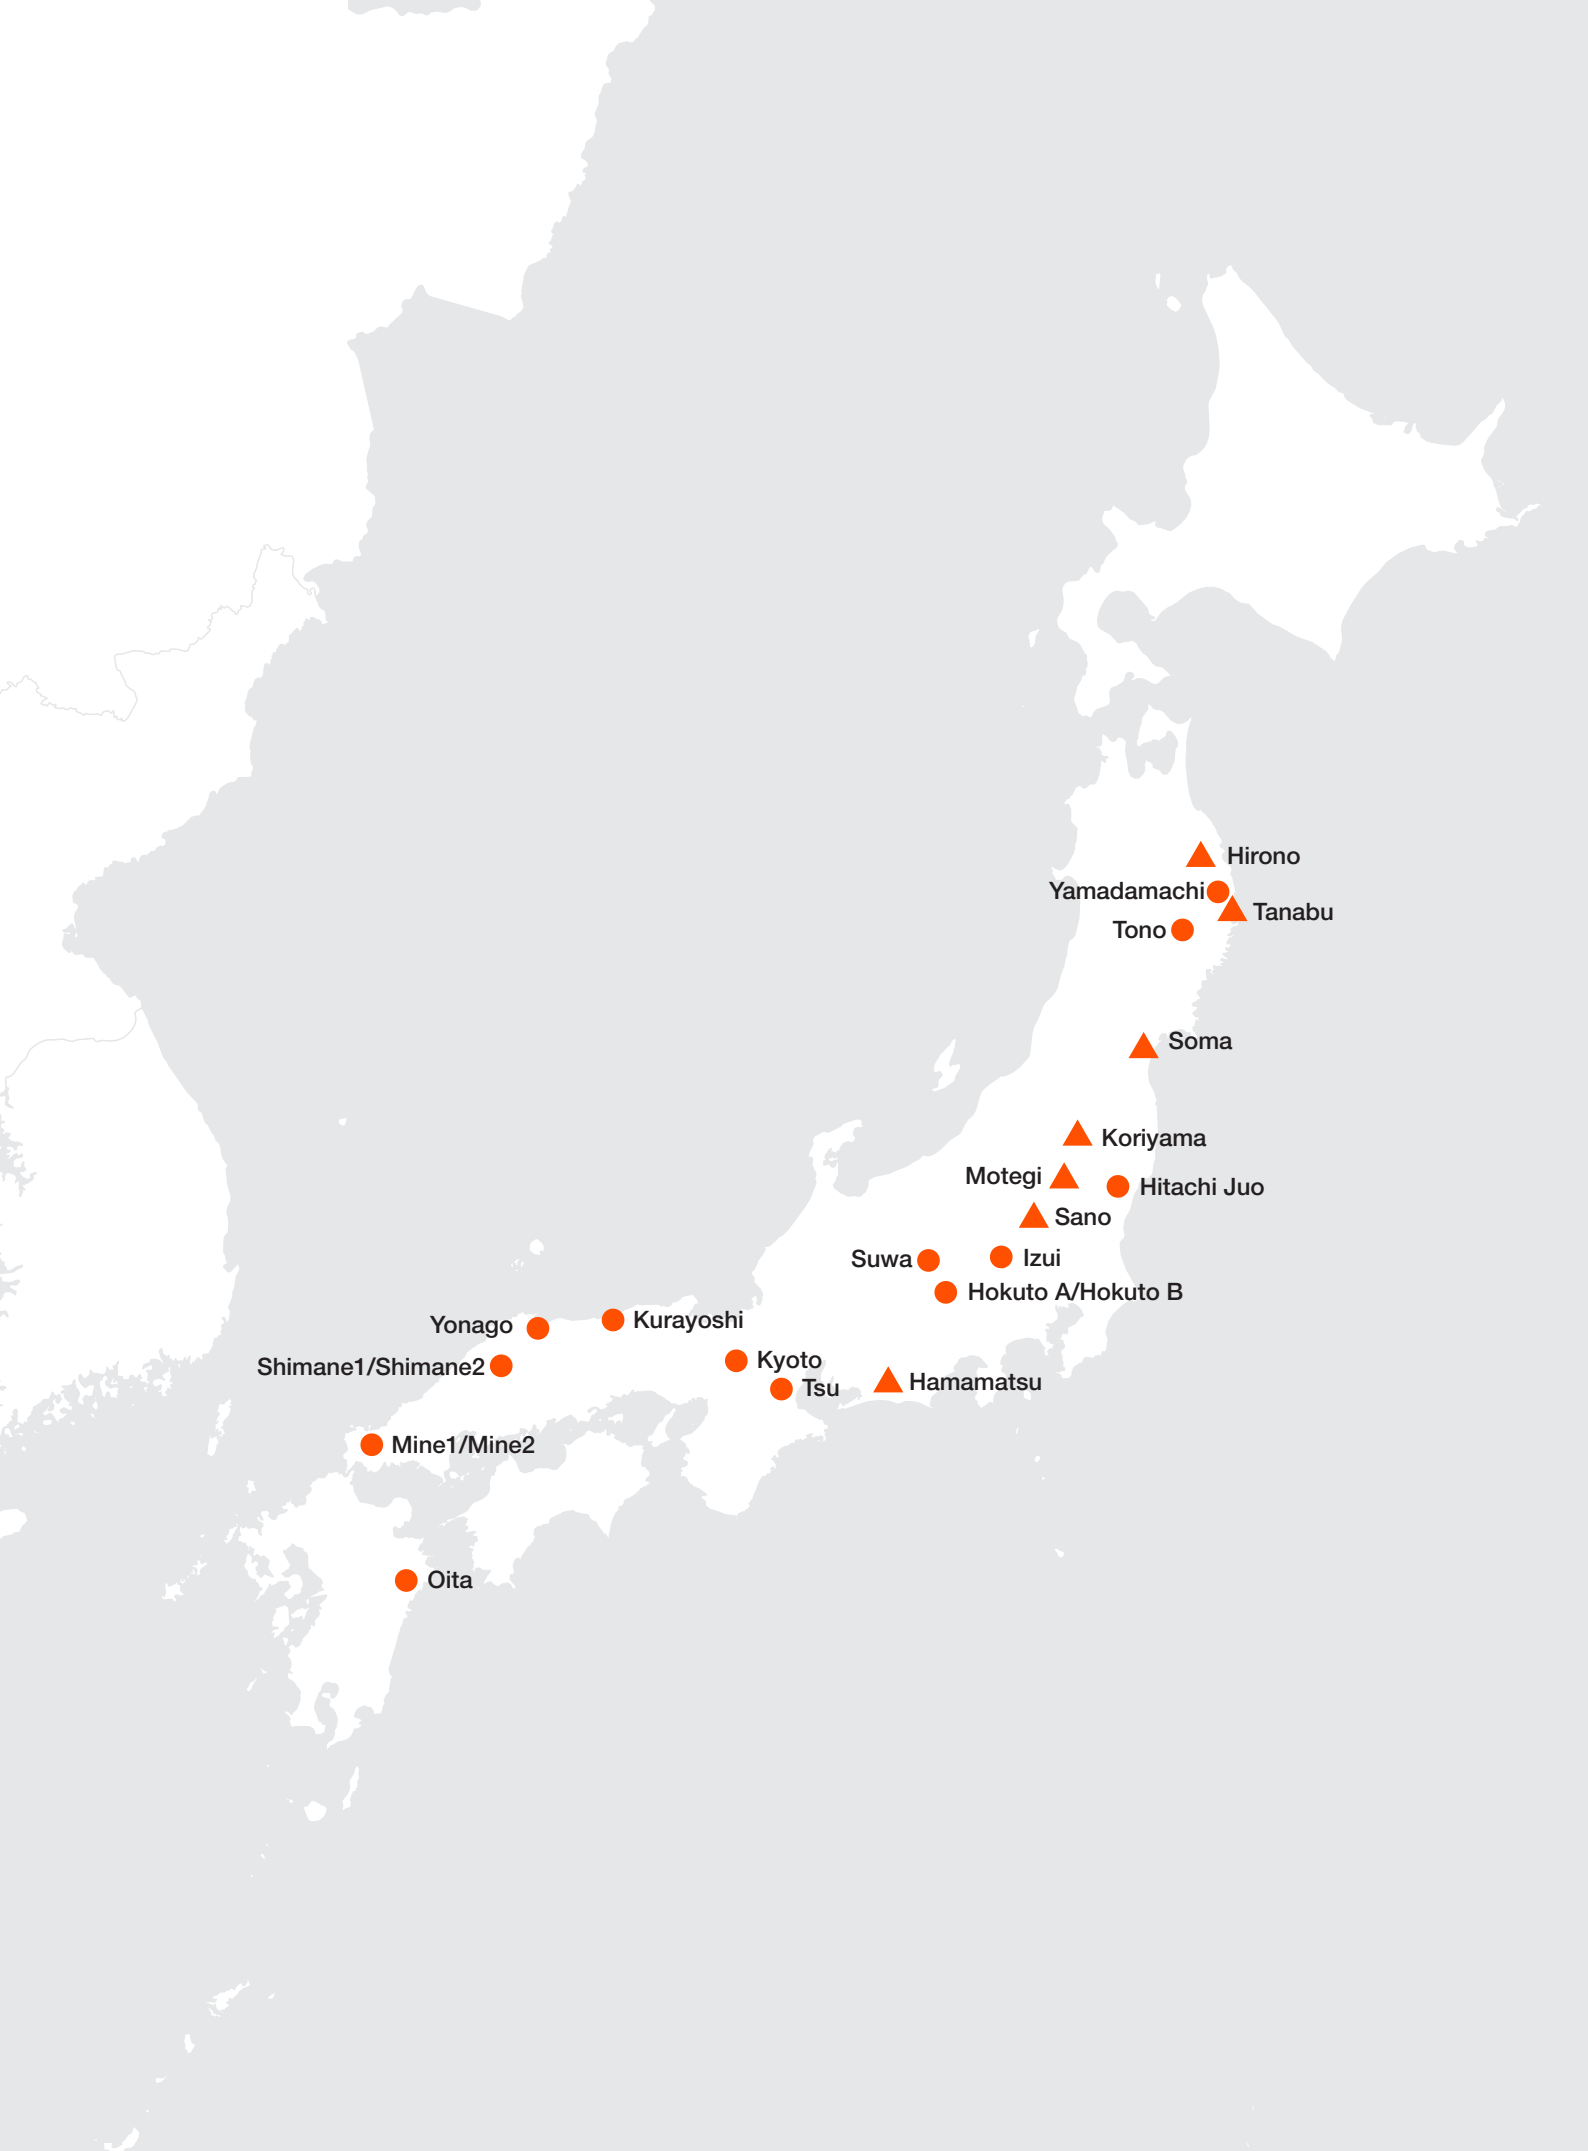 Hirono
Yamadamachi
Tanabu
Tono
Soma
Koriyama
Motegi
Hitachi Juo
Sano
Suwa
Izui
Hokuto A/Hokuto B
Yonago
Kurayoshi
Shimane1/Shimane2
Kyoto
Tsu
Hamamatsu
Mine1/Mine2
Oita